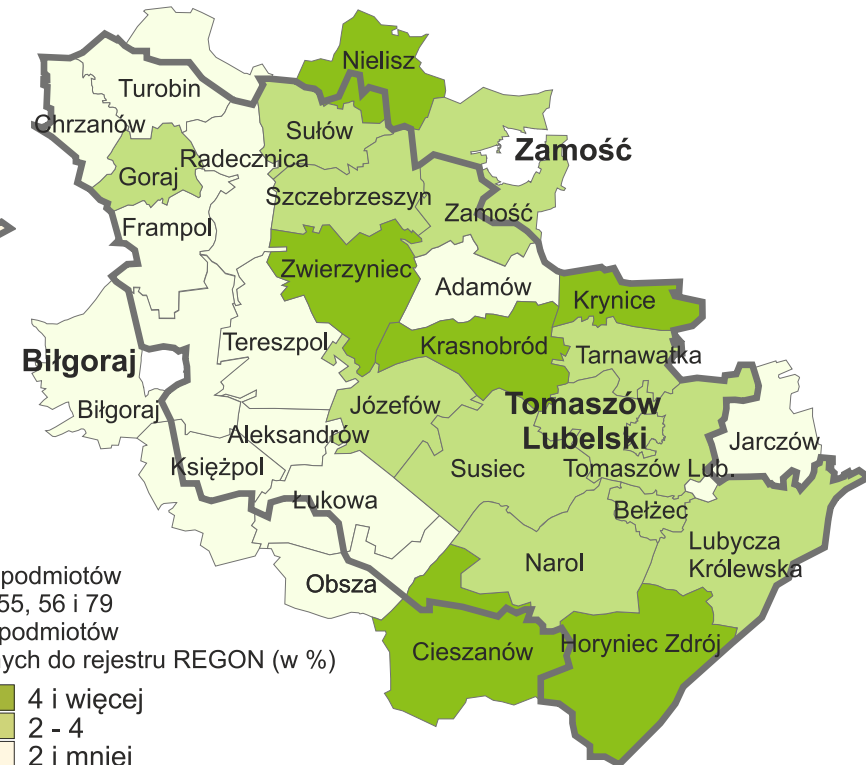 Nielisz
Turobin
Chrzanów
Sułów
Zamość
Radecznica
Goraj
Szczebrzeszyn
Zamość
Frampol
Zwierzyniec
Adamów
Krynice
Tereszpol
Krasnobród
Tarnawatka
Biłgoraj
Biłgoraj
Józefów
Tomaszów
Lubelski
Aleksandrów
Jarczów
Księżpol
Susiec
Tomaszów Lub.
Łukowa
Bełżec
Lubycza
Królewska
Narol
Obsza
Cieszanów
Horyniec Zdrój
podmiotów
55, 56 i 79
podmiotów
nych do rejestru REGON (w %)
4 i więcej
2 - 4
2 i mniej